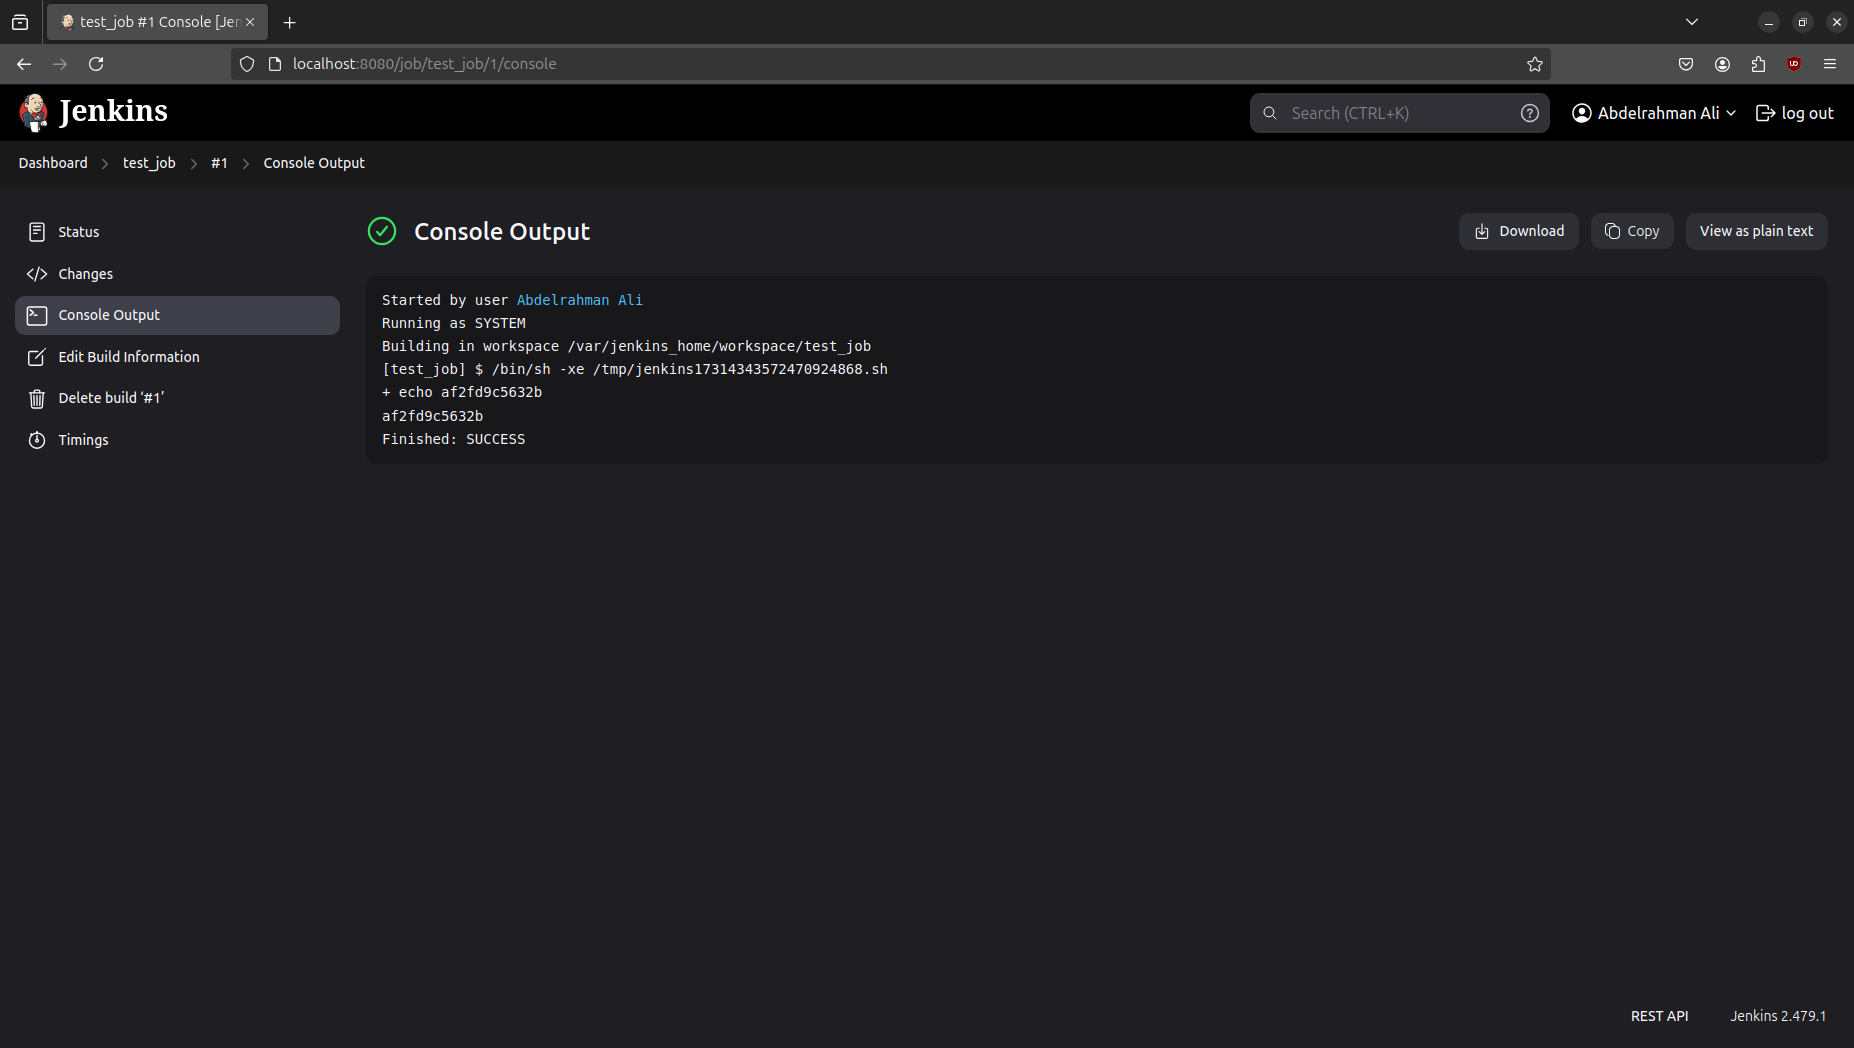 test_job #1 Console [Jen
localhost:8080/job/test_job/1/console
Jenkins
Search (CTRL+K)
Abdelrahman Ali
log out
Dashboard > test_job > #1 > Console Output
Status
Changes
Console Output
Edit Build Information
Delete build ‘#1’
Timings
Console Output
Download
Copy
View as plain text
Started by user Abdelrahman Ali
Running as SYSTEM
Building in workspace /var/jenkins_home/workspace/test_job
[test_job] $ /bin/sh -xe /tmp/jenkins17314343572470924868.sh
+ echo af2fd9c5632b
af2fd9c5632b
Finished: SUCCESS
REST API
Jenkins 2.479.1